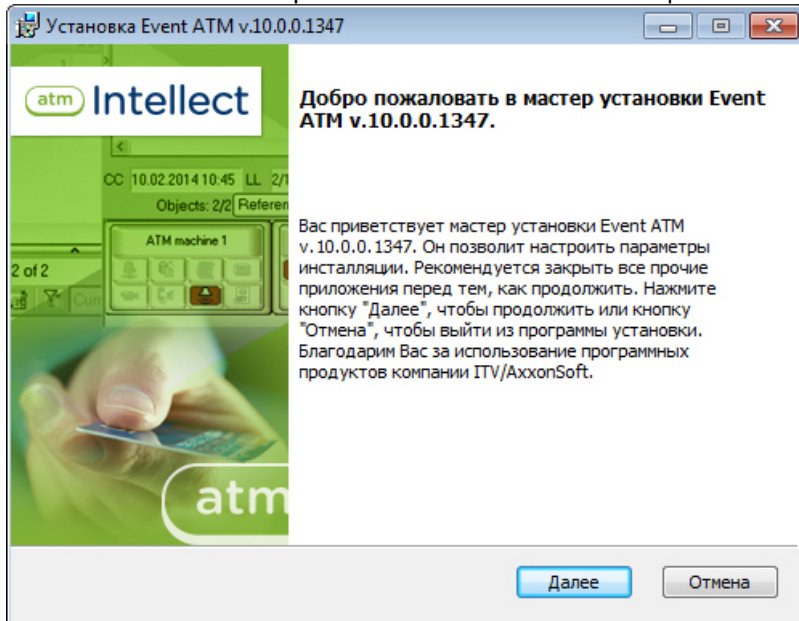 Установка Event ATM v.10.0.0.1347
atm Intellect
CC 10.02.2014 10:45 LL 2/1
Objects: 2/2 Referen
ATM machine 1
2 of 2
Curr
atm
Добро пожаловать в мастер установки Event
ATM v.10.0.0.1347.
Вас приветствует мастер установки Event ATM
v.10.0.0.1347. Он позволит настроить параметры
инсталляции. Рекомендуется закрыть все прочие
приложения перед тем, как продолжить. Нажмите
кнопку "Далее", чтобы продолжить или кнопку
"Отмена", чтобы выйти из программы установки.
Благодарим Вас за использование программных
продуктов компании ITV/AxxonSoft.
Далее
Отмена